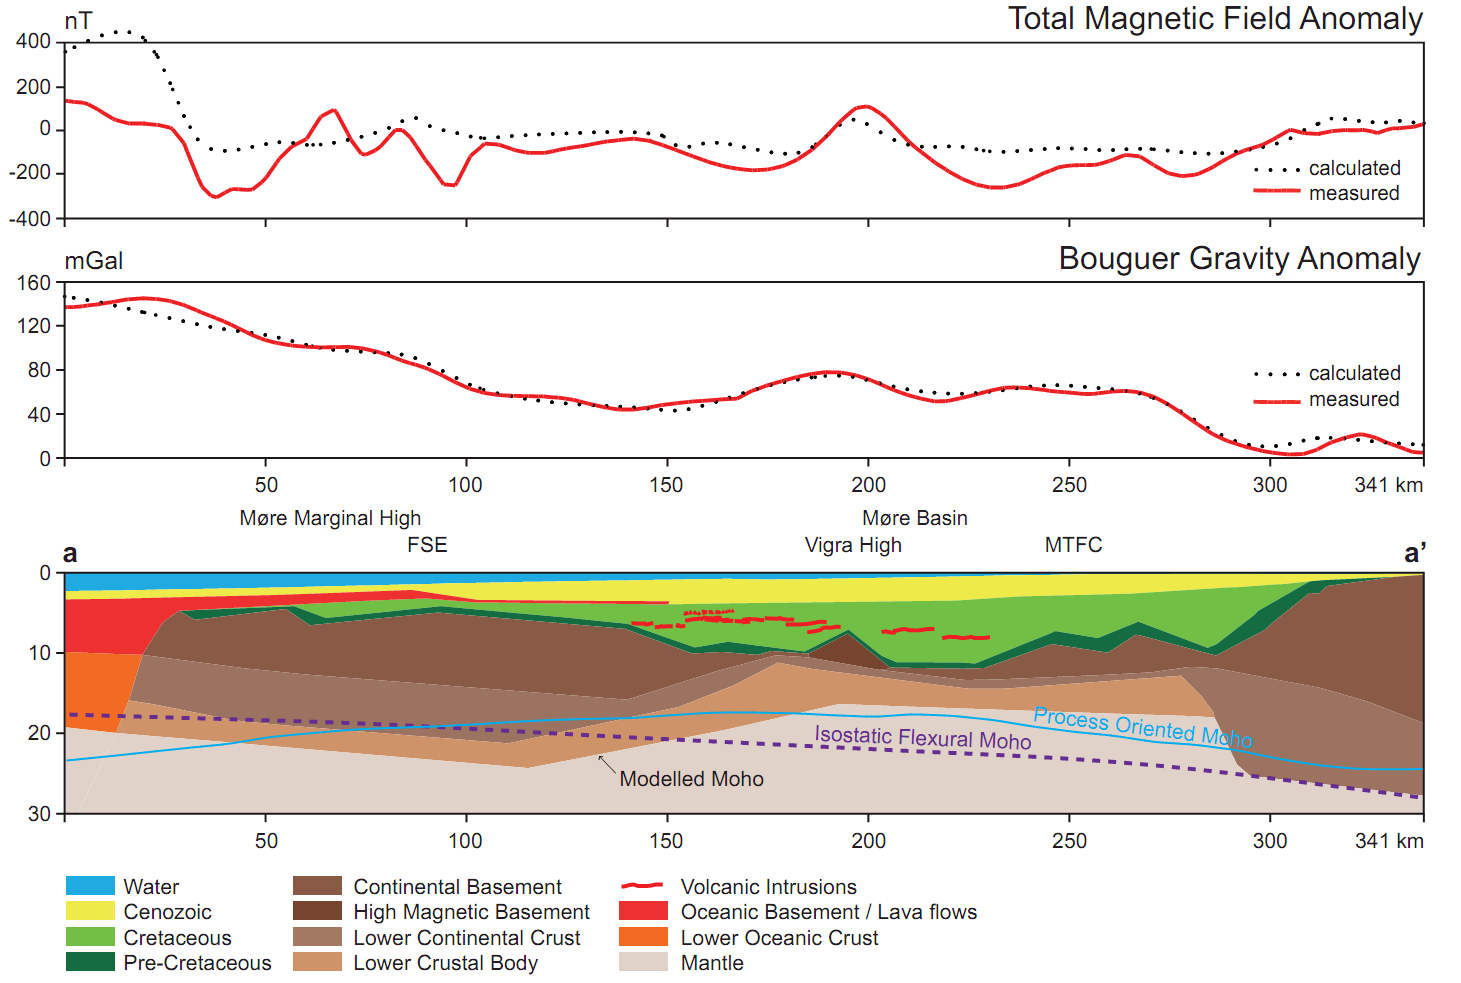 nT
Total Magnetic Field Anomaly
400
200
0
-200
-400
calculated
measured
mGal
Bouguer Gravity Anomaly
160
120
80
40
0
calculated
measured
50 100 150 200 250 300 341 km
Møre Marginal High Møre Basin
FSE Vigra High MTFC
a a’
0
10
20
30
Process Oriented Moho
Isostatic Flexural Moho
Modelled Moho
50 100 150 200 250 300 341 km
Water Continental Basement Volcanic Intrusions
Cenozoic High Magnetic Basement Oceanic Basement / Lava flows
Cretaceous Lower Continental Crust Lower Oceanic Crust
Pre-Cretaceous Lower Crustal Body Mantle